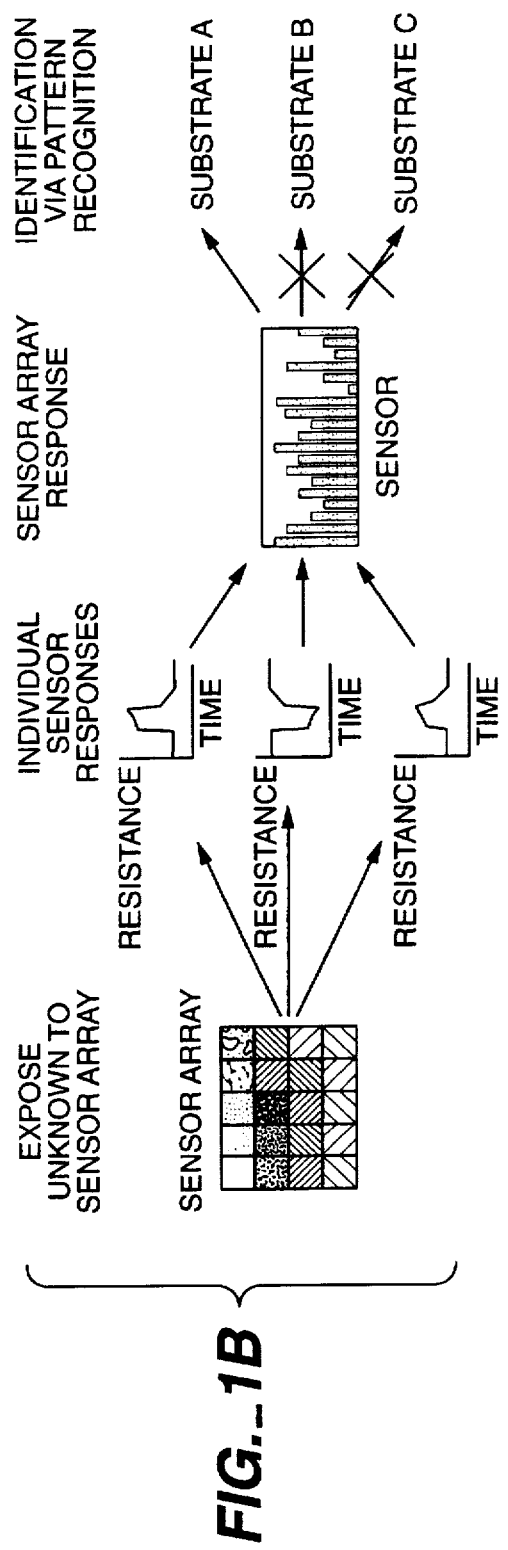 EXPOSE
UNKNOWN TO
SENSOR ARRAY
INDIVIDUAL
SENSOR
RESPONSES
SENSOR ARRAY
RESPONSE
IDENTIFICATION
VIA PATTERN
RECOGNITION
SENSOR ARRAY
RESISTANCE
TIME
RESISTANCE
TIME
RESISTANCE
TIME
SENSOR
SUBSTRATE A
SUBSTRATE B
SUBSTRATE C
FIG._1B